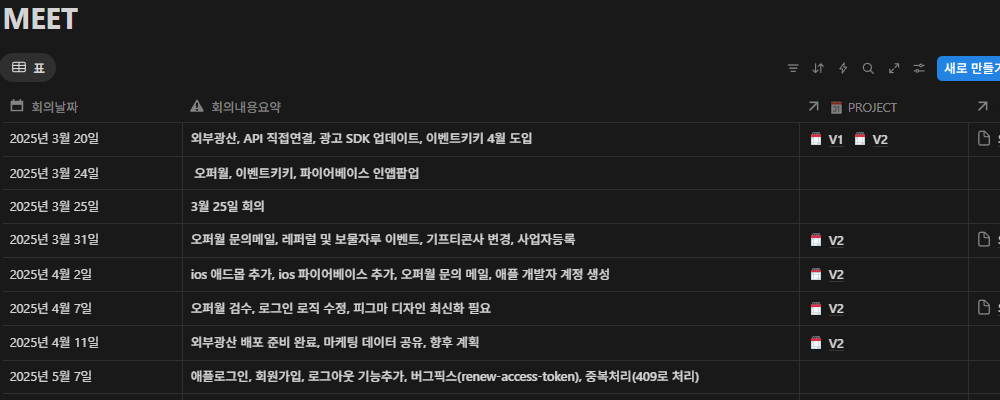 MEET
표
새로 만들기
회의날짜 회의내용요약 PROJECT
2025년 3월 20일 외부광산, API 직접연결, 광고 SDK 업데이트, 이벤트키키 4월 도입 V1 V2
2025년 3월 24일 오퍼월, 이벤트키키, 파이어베이스 인앱팝업
2025년 3월 25일 3월 25일 회의
2025년 3월 31일 오퍼월 문의메일, 레퍼럴 및 보물자루 이벤트, 기프티콘사 변경, 사업자등록 V2
2025년 4월 2일 ios 애드몹 추가, ios 파이어베이스 추가, 오퍼월 문의 메일, 애플 개발자 계정 생성 V2
2025년 4월 7일 오퍼월 검수, 로그인 로직 수정, 피그마 디자인 최신화 필요 V2
2025년 4월 11일 외부광산 배포 준비 완료, 마케팅 데이터 공유, 향후 계획 V2
2025년 5월 7일 애플로그인, 회원가입, 로그아웃 기능추가, 버그픽스(renew-access-token), 중복처리(409로 처리)